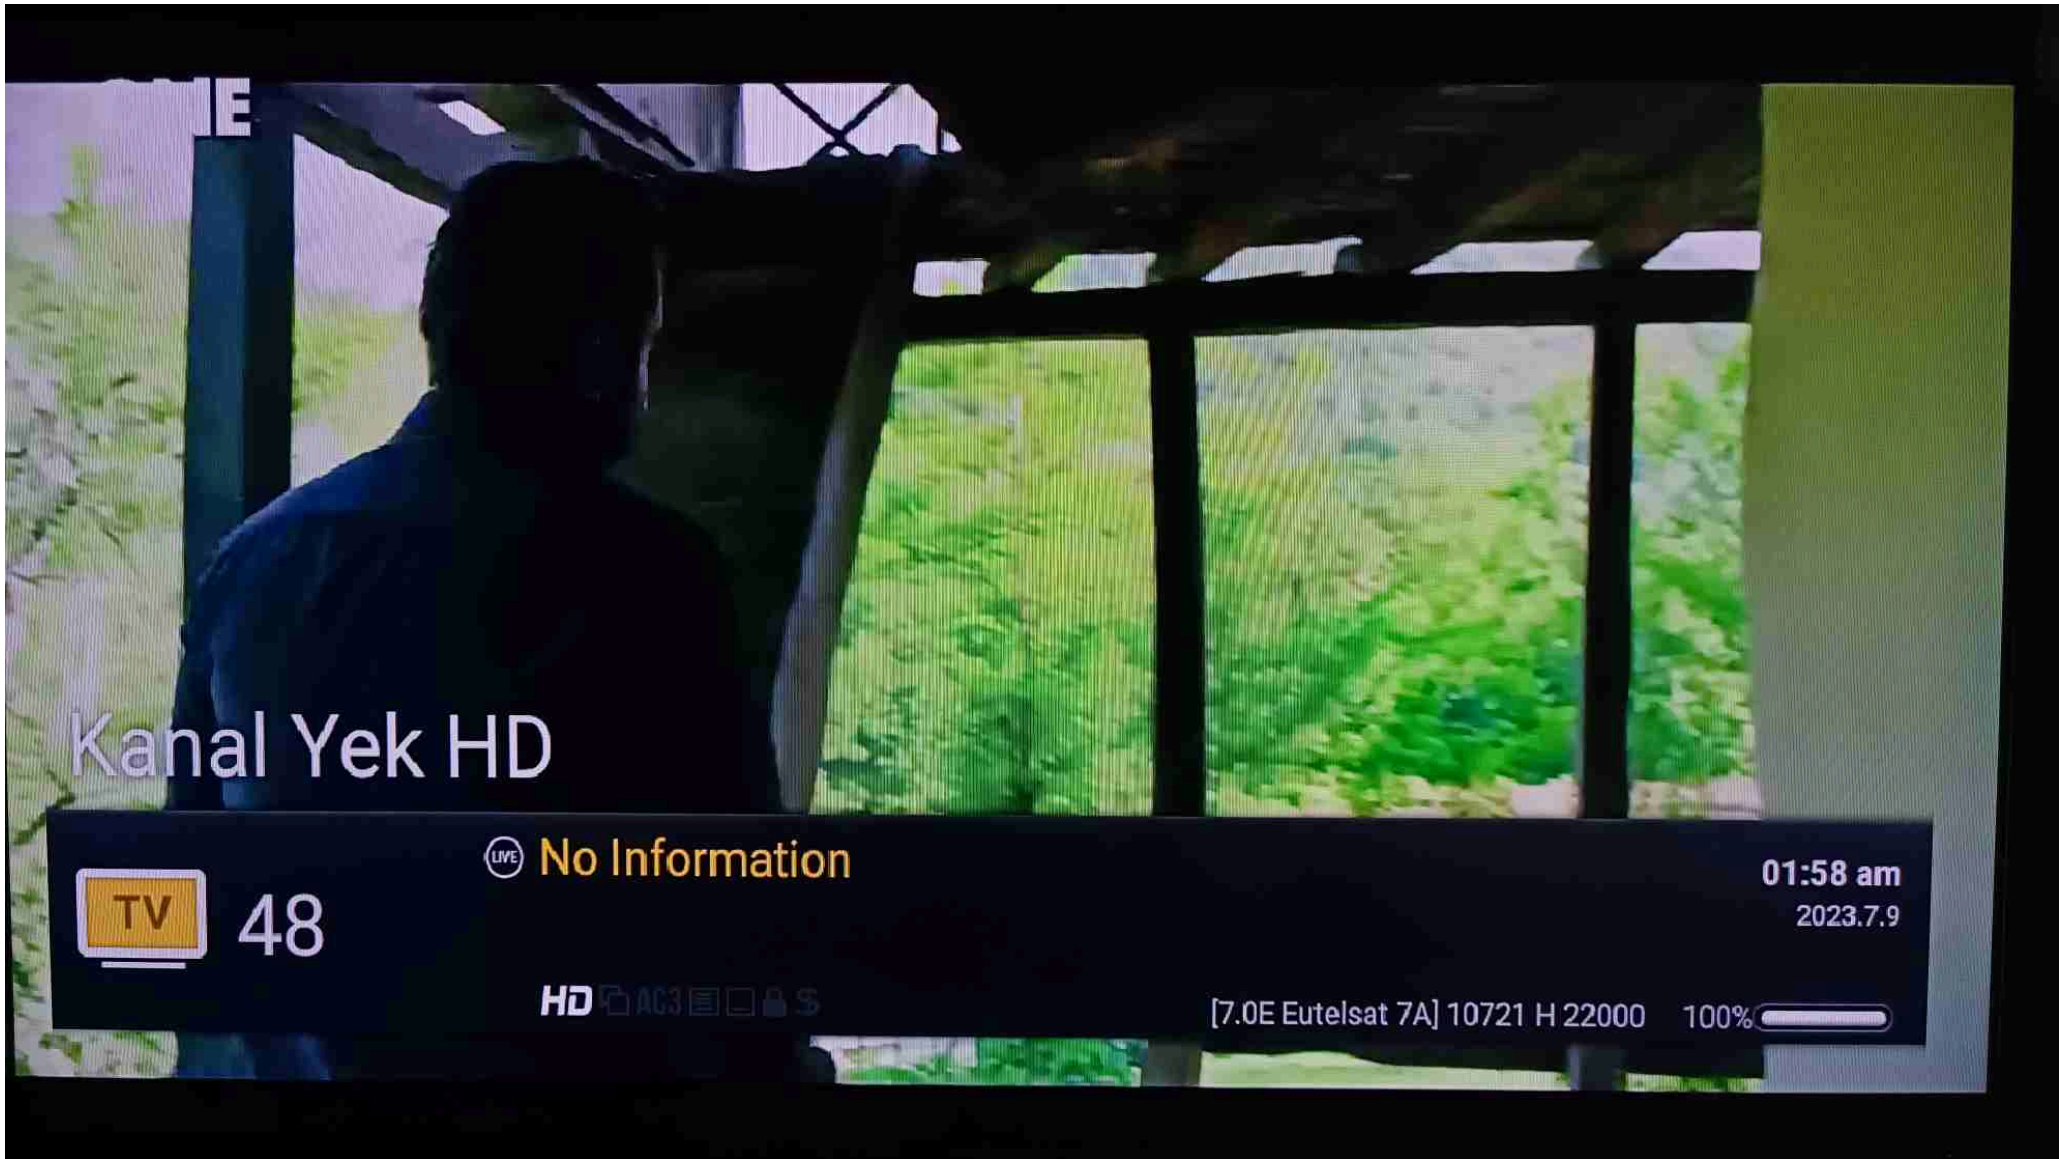 Kanal Yek HD
LIVE No Information
01:58 am
TV 48
2023.7.9
HD AC3 $
[7.0E Eutelsat 7A] 10721 H 22000 100%